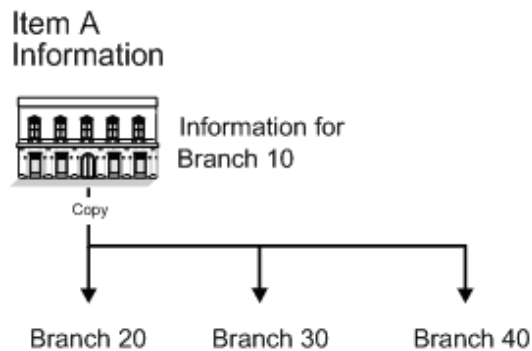 Item A
Information
Information for
Branch 10
Copy
Branch 20 Branch 30 Branch 40